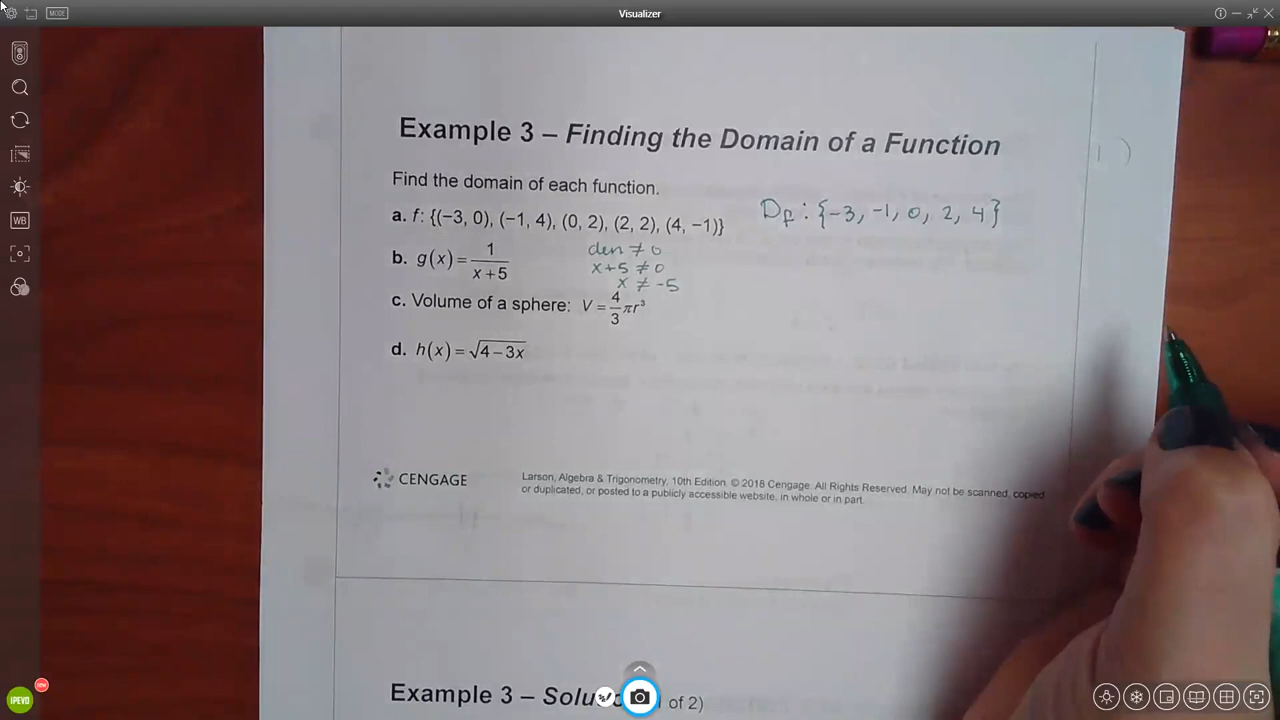 MODE
Visualizer
Example 3 – Finding the Domain of a Function
Find the domain of each function.
a. f: {(−3, 0), (−1, 4), (0, 2), (2, 2), (4, −1)}
D_f : {-3, -1, 0, 2, 4}
den ≠ 0
b. g(x) = 1/(x+5)
x+5 ≠ 0
x ≠ -5
c. Volume of a sphere: V = 4/3 πr³
d. h(x) = √(4−3x)
CENGAGE
Larson, Algebra & Trigonometry, 10th Edition. © 2018 Cengage. All Rights Reserved. May not be scanned, copied
or duplicated, or posted to a publicly accessible website, in whole or in part.
Example 3 – Solu
of 2)
WB
IPEVO